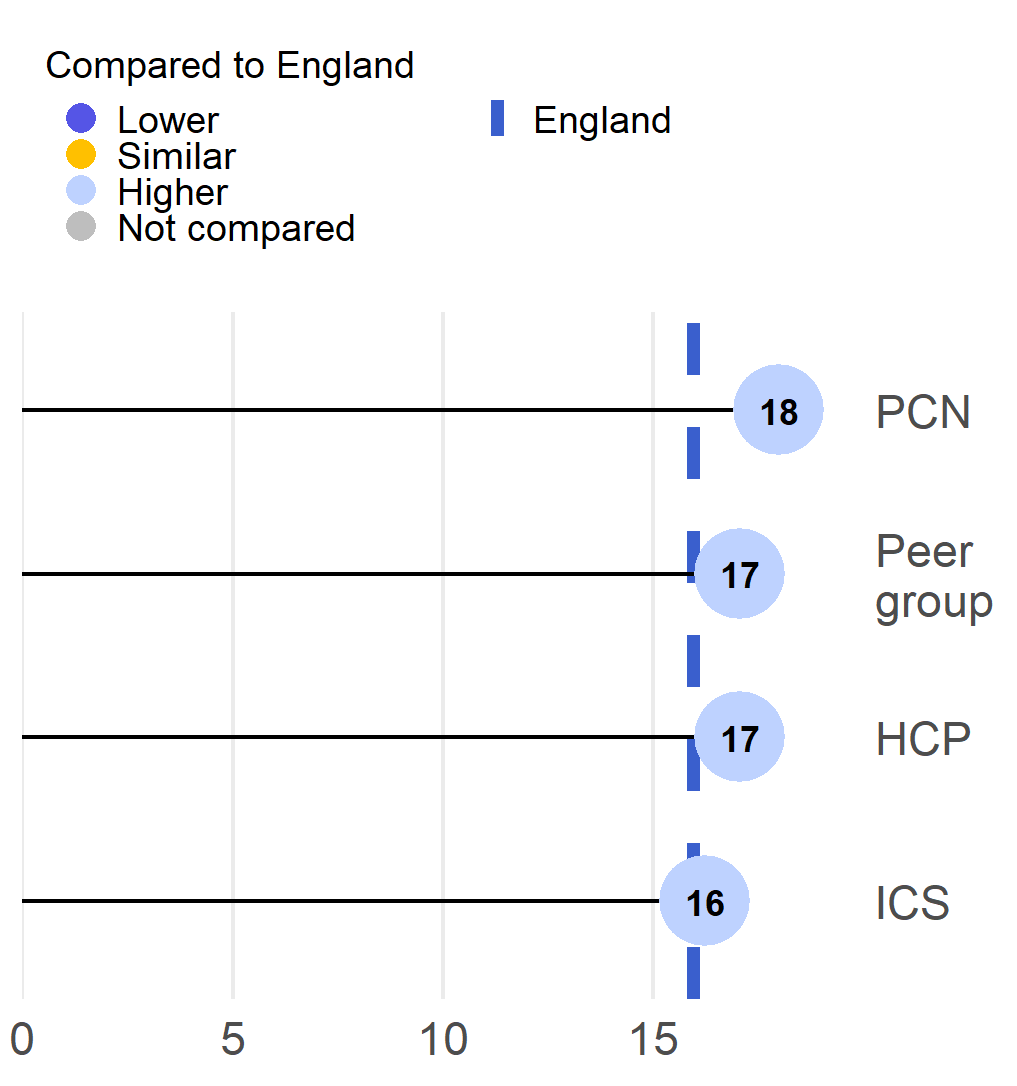 Compared to England
Lower
Similar
Higher
Not compared
England
18
PCN
17
Peer
group
17
HCP
16
ICS
0 5 10 15